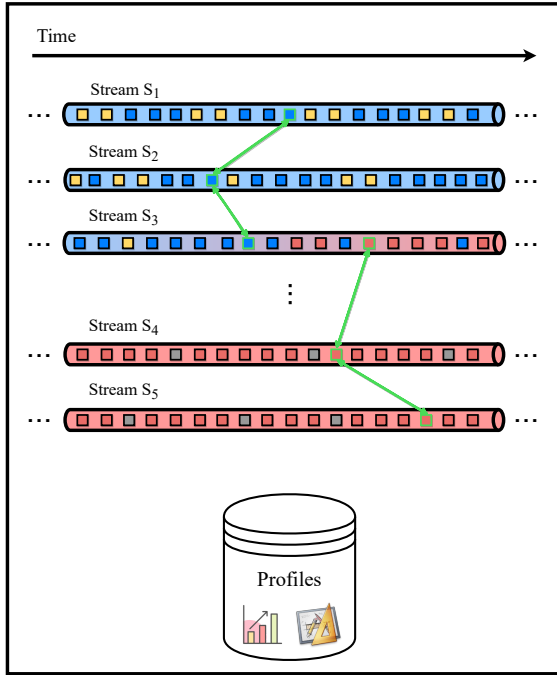 Time
Stream S1
... ...
Stream S2
... ...
Stream S3
... ...
⋮
Stream S4
... ...
Stream S5
... ...
Profiles